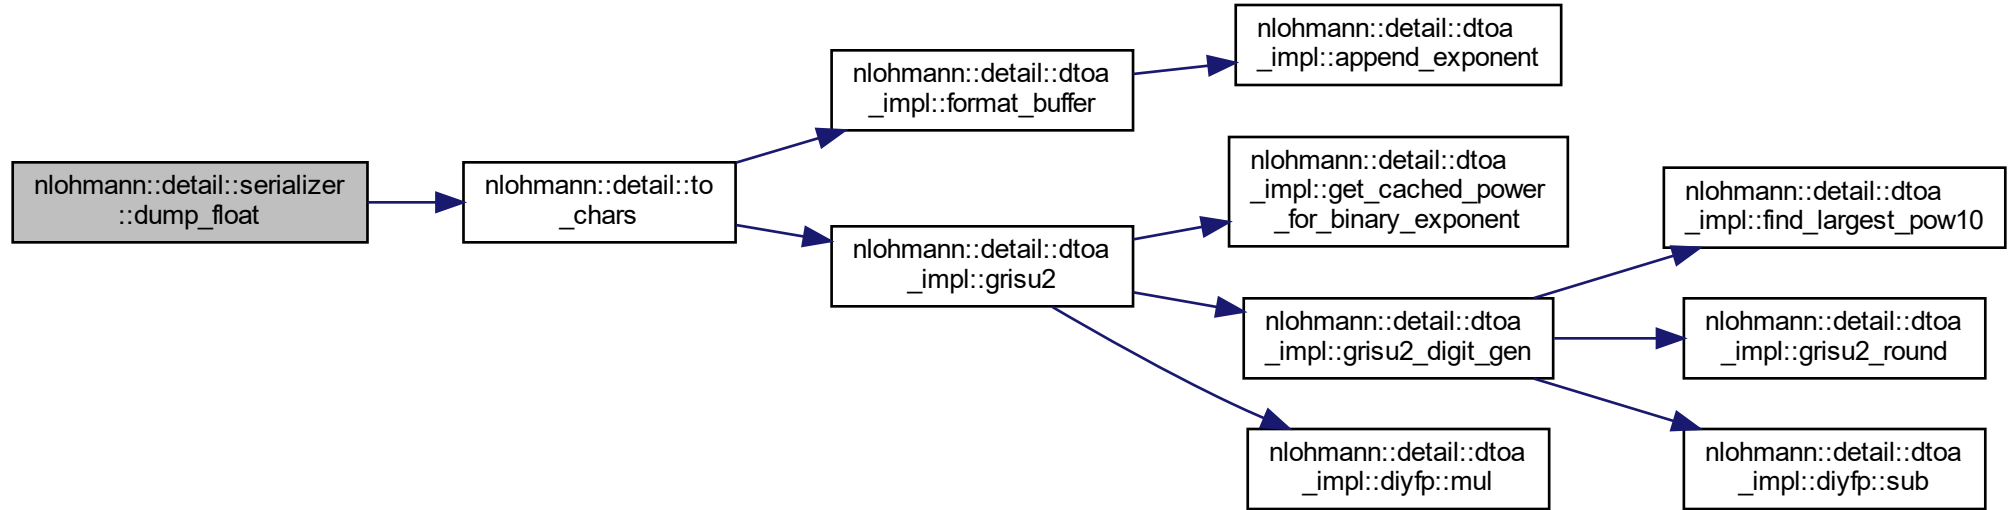 nlohmann::detail::serializer
::dump_float
nlohmann::detail::to
_chars
nlohmann::detail::dtoa
_impl::format_buffer
nlohmann::detail::dtoa
_impl::append_exponent
nlohmann::detail::dtoa
_impl::grisu2
nlohmann::detail::dtoa
_impl::get_cached_power
_for_binary_exponent
nlohmann::detail::dtoa
_impl::grisu2_digit_gen
nlohmann::detail::dtoa
_impl::find_largest_pow10
nlohmann::detail::dtoa
_impl::grisu2_round
nlohmann::detail::dtoa
_impl::diyfp::sub
nlohmann::detail::dtoa
_impl::diyfp::mul